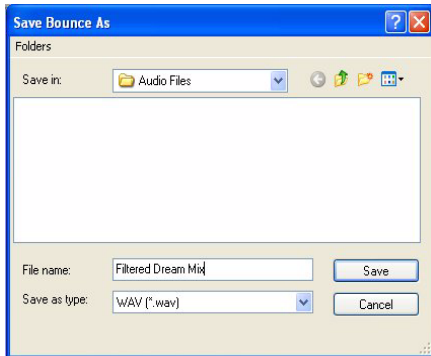 Save Bounce As
Folders
Save in: Audio Files
File name: Filtered Dream Mix Save
Save as type: WAV (*.wav) Cancel